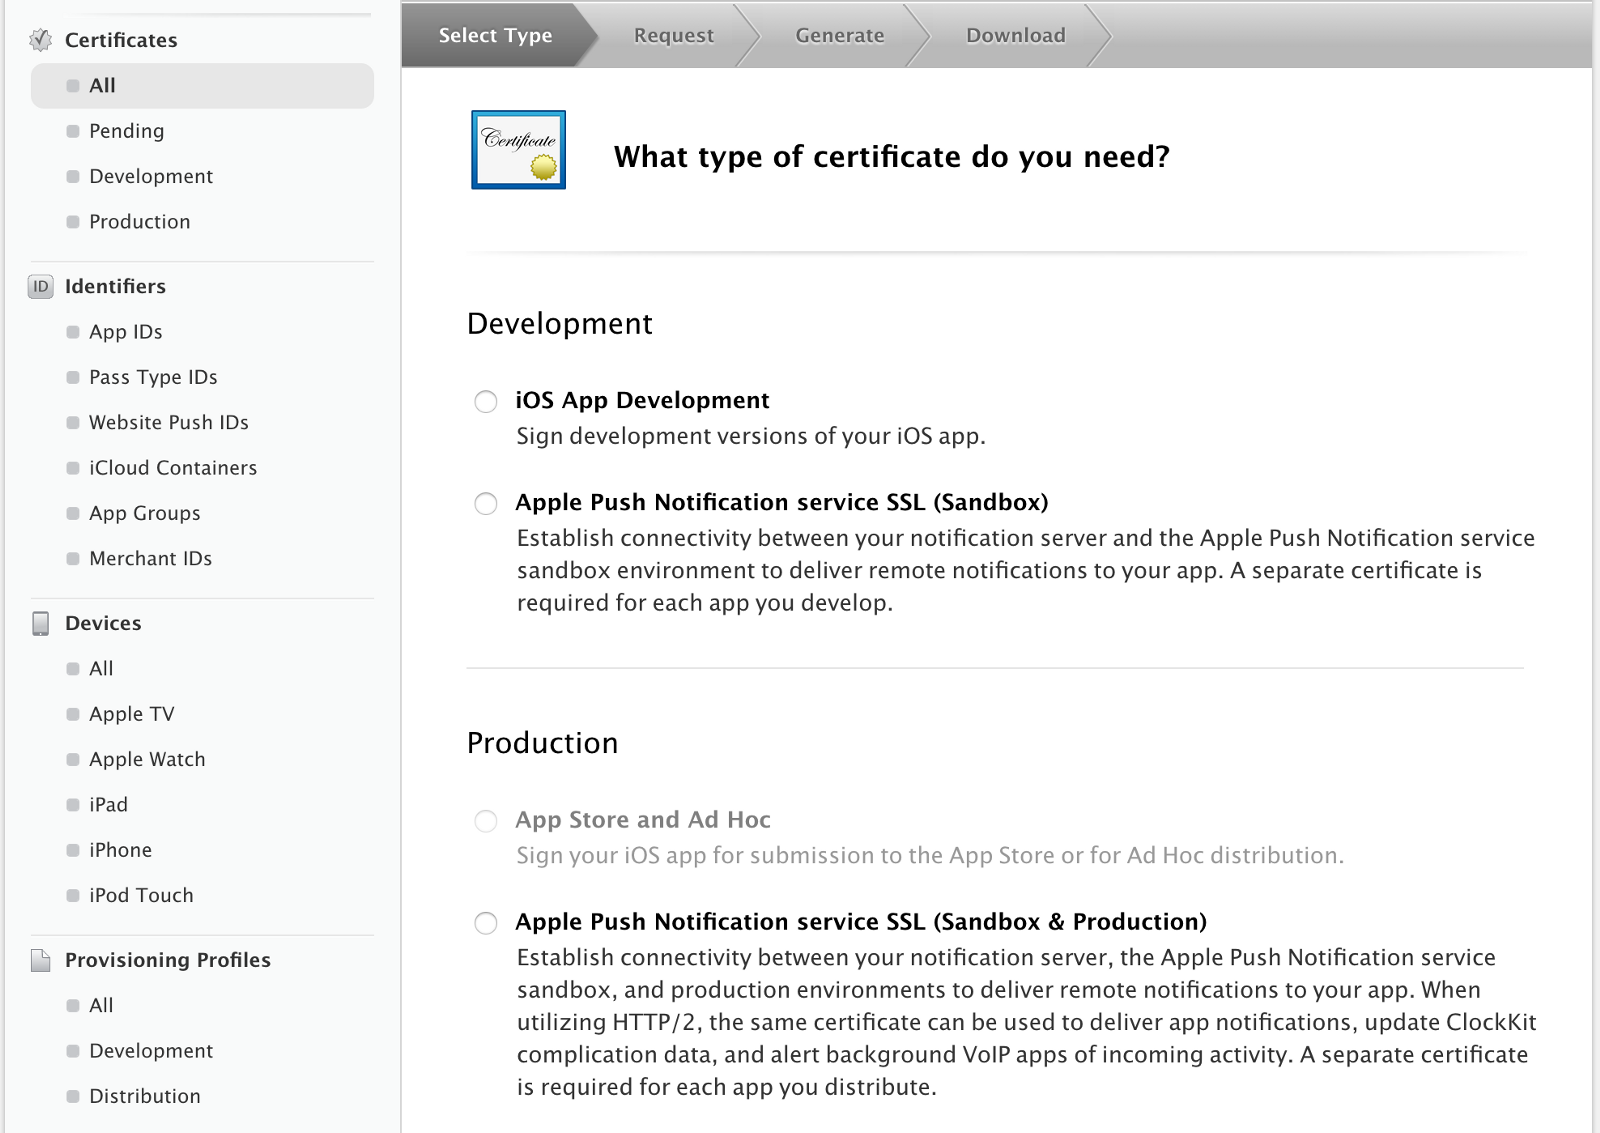 Certificates
All
Pending
Development
Production
ID
Identifiers
App IDs
Pass Type IDs
Website Push IDs
iCloud Containers
App Groups
Merchant IDs
Devices
All
Apple TV
Apple Watch
iPad
iPhone
iPod Touch
Provisioning Profiles
All
Development
Distribution
Select Type
Request
Generate
Download
Certificate
What type of certificate do you need?
Development
iOS App Development
Sign development versions of your iOS app.
Apple Push Notification service SSL (Sandbox)
Establish connectivity between your notification server and the Apple Push Notification service
sandbox environment to deliver remote notifications to your app. A separate certificate is
required for each app you develop.
Production
App Store and Ad Hoc
Sign your iOS app for submission to the App Store or for Ad Hoc distribution.
Apple Push Notification service SSL (Sandbox & Production)
Establish connectivity between your notification server, the Apple Push Notification service
sandbox, and production environments to deliver remote notifications to your app. When
utilizing HTTP/2, the same certificate can be used to deliver app notifications, update ClockKit
complication data, and alert background VoIP apps of incoming activity. A separate certificate
is required for each app you distribute.